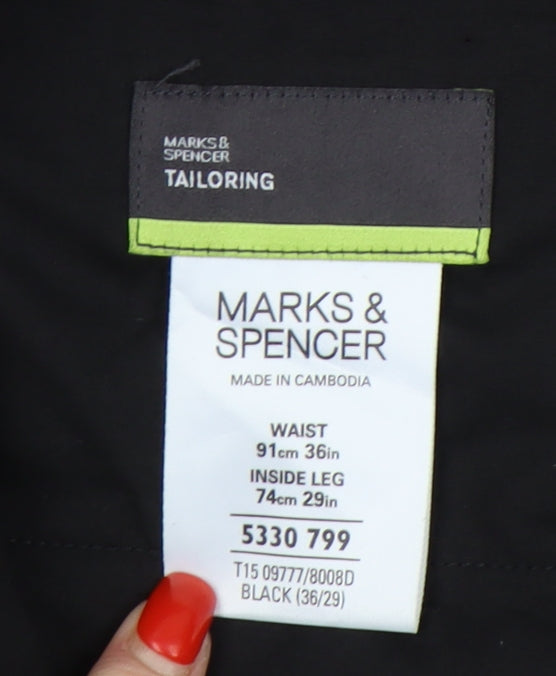 MARKS &
SPENCER
TAILORING
MARKS &
SPENCER
MADE IN CAMBODIA
WAIST
91cm 36in
INSIDE LEG
74cm 29in
5330 799
T15 09777/8008D
BLACK (36/29)